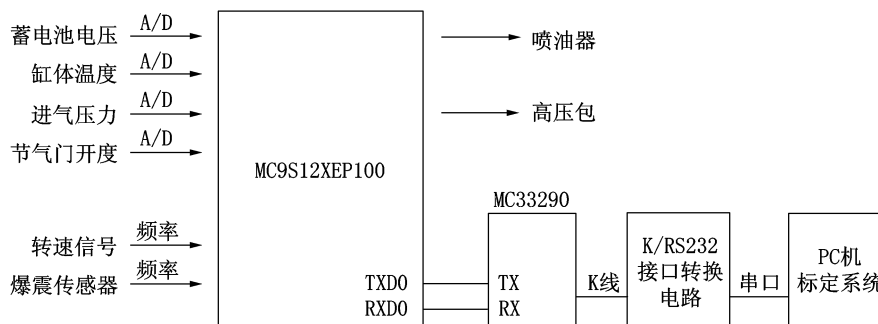 蓄电池电压 A/D
缸体温度 A/D
进气压力 A/D
节气门开度 A/D
转速信号 频率
爆震传感器 频率
MC9S12XEP100
TXD0
RXD0
喷油器
高压包
MC33290
TX
RX
K线
K/RS232
接口转换
电路
串口
PC机
标定系统